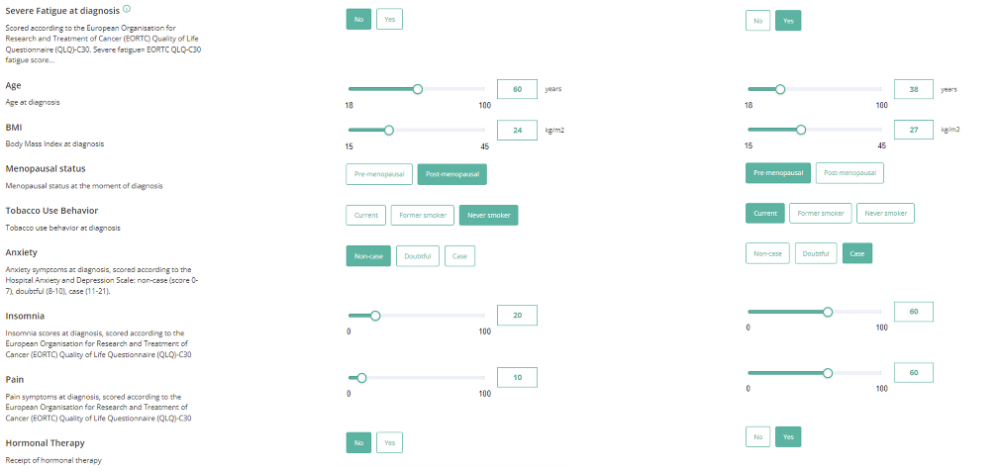 Severe Fatigue at diagnosis
No Yes
No Yes
Scored according to the European Organisation for
Research and Treatment of Cancer (EORTC) Quality of Life
Questionnaire (QLQ)-C30. Severe fatigue= EORTC QLQ-C30
fatigue score...
Age
60 years
38 years
Age at diagnosis
18 100
18 100
BMI
24 kg/m2
27 kg/m2
Body Mass Index at diagnosis
15 45
15 45
Menopausal status
Pre-menopausal Post-menopausal
Pre-menopausal Post-menopausal
Menopausal status at the moment of diagnosis
Tobacco Use Behavior
Current Former smoker Never smoker
Current Former smoker Never smoker
Tobacco use behavior at diagnosis
Anxiety
Non-case Doubtful Case
Non-case Doubtful Case
Anxiety symptoms at diagnosis, scored according to the
Hospital Anxiety and Depression Scale: non-case (score 0-
7), doubtful (8-10), case (11-21).
Insomnia
20
60
0 100
0 100
Insomnia scores at diagnosis, scored according to the
European Organisation for Research and Treatment of
Cancer (EORTC) Quality of Life Questionnaire (QLQ)-C30
Pain
10
60
0 100
0 100
Pain symptoms at diagnosis, scored according to the
European Organisation for Research and Treatment of
Cancer (EORTC) Quality of Life Questionnaire (QLQ)-C30
Hormonal Therapy
No Yes
No Yes
Receipt of hormonal therapy